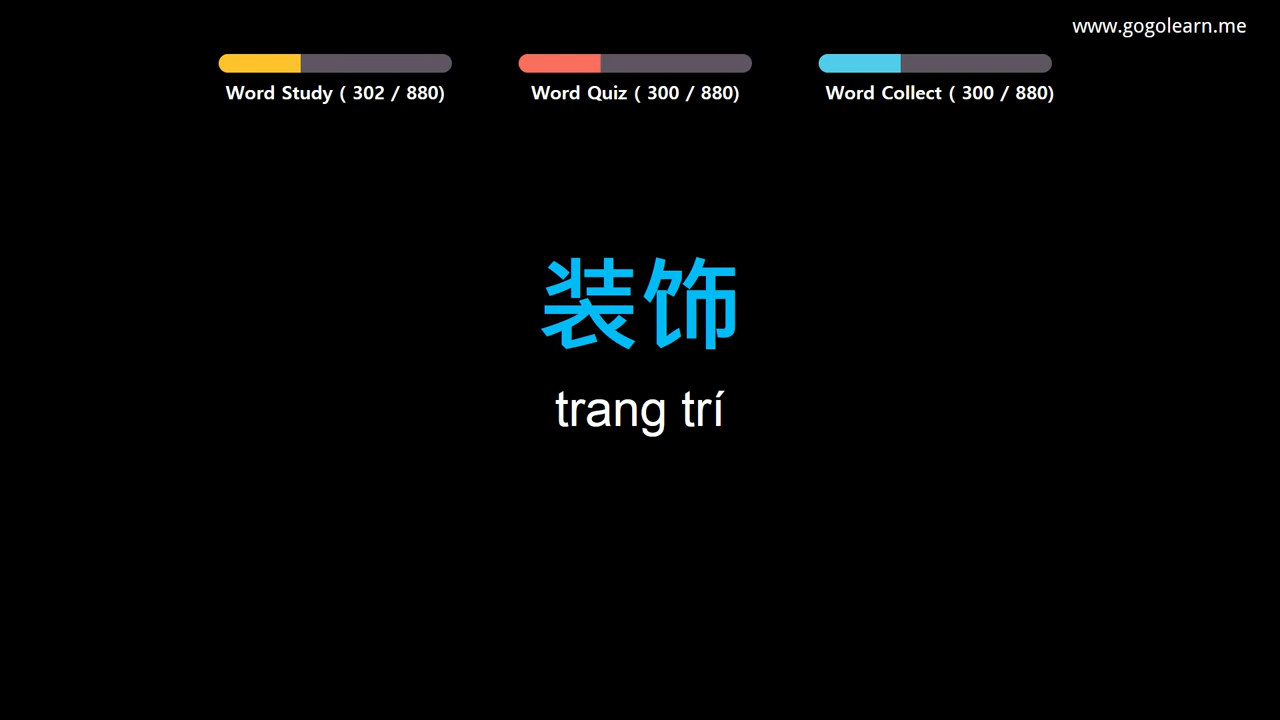 www.gogolearn.me
Word Study ( 302 / 880)
Word Quiz ( 300 / 880)
Word Collect ( 300 / 880)
装饰
trang trí